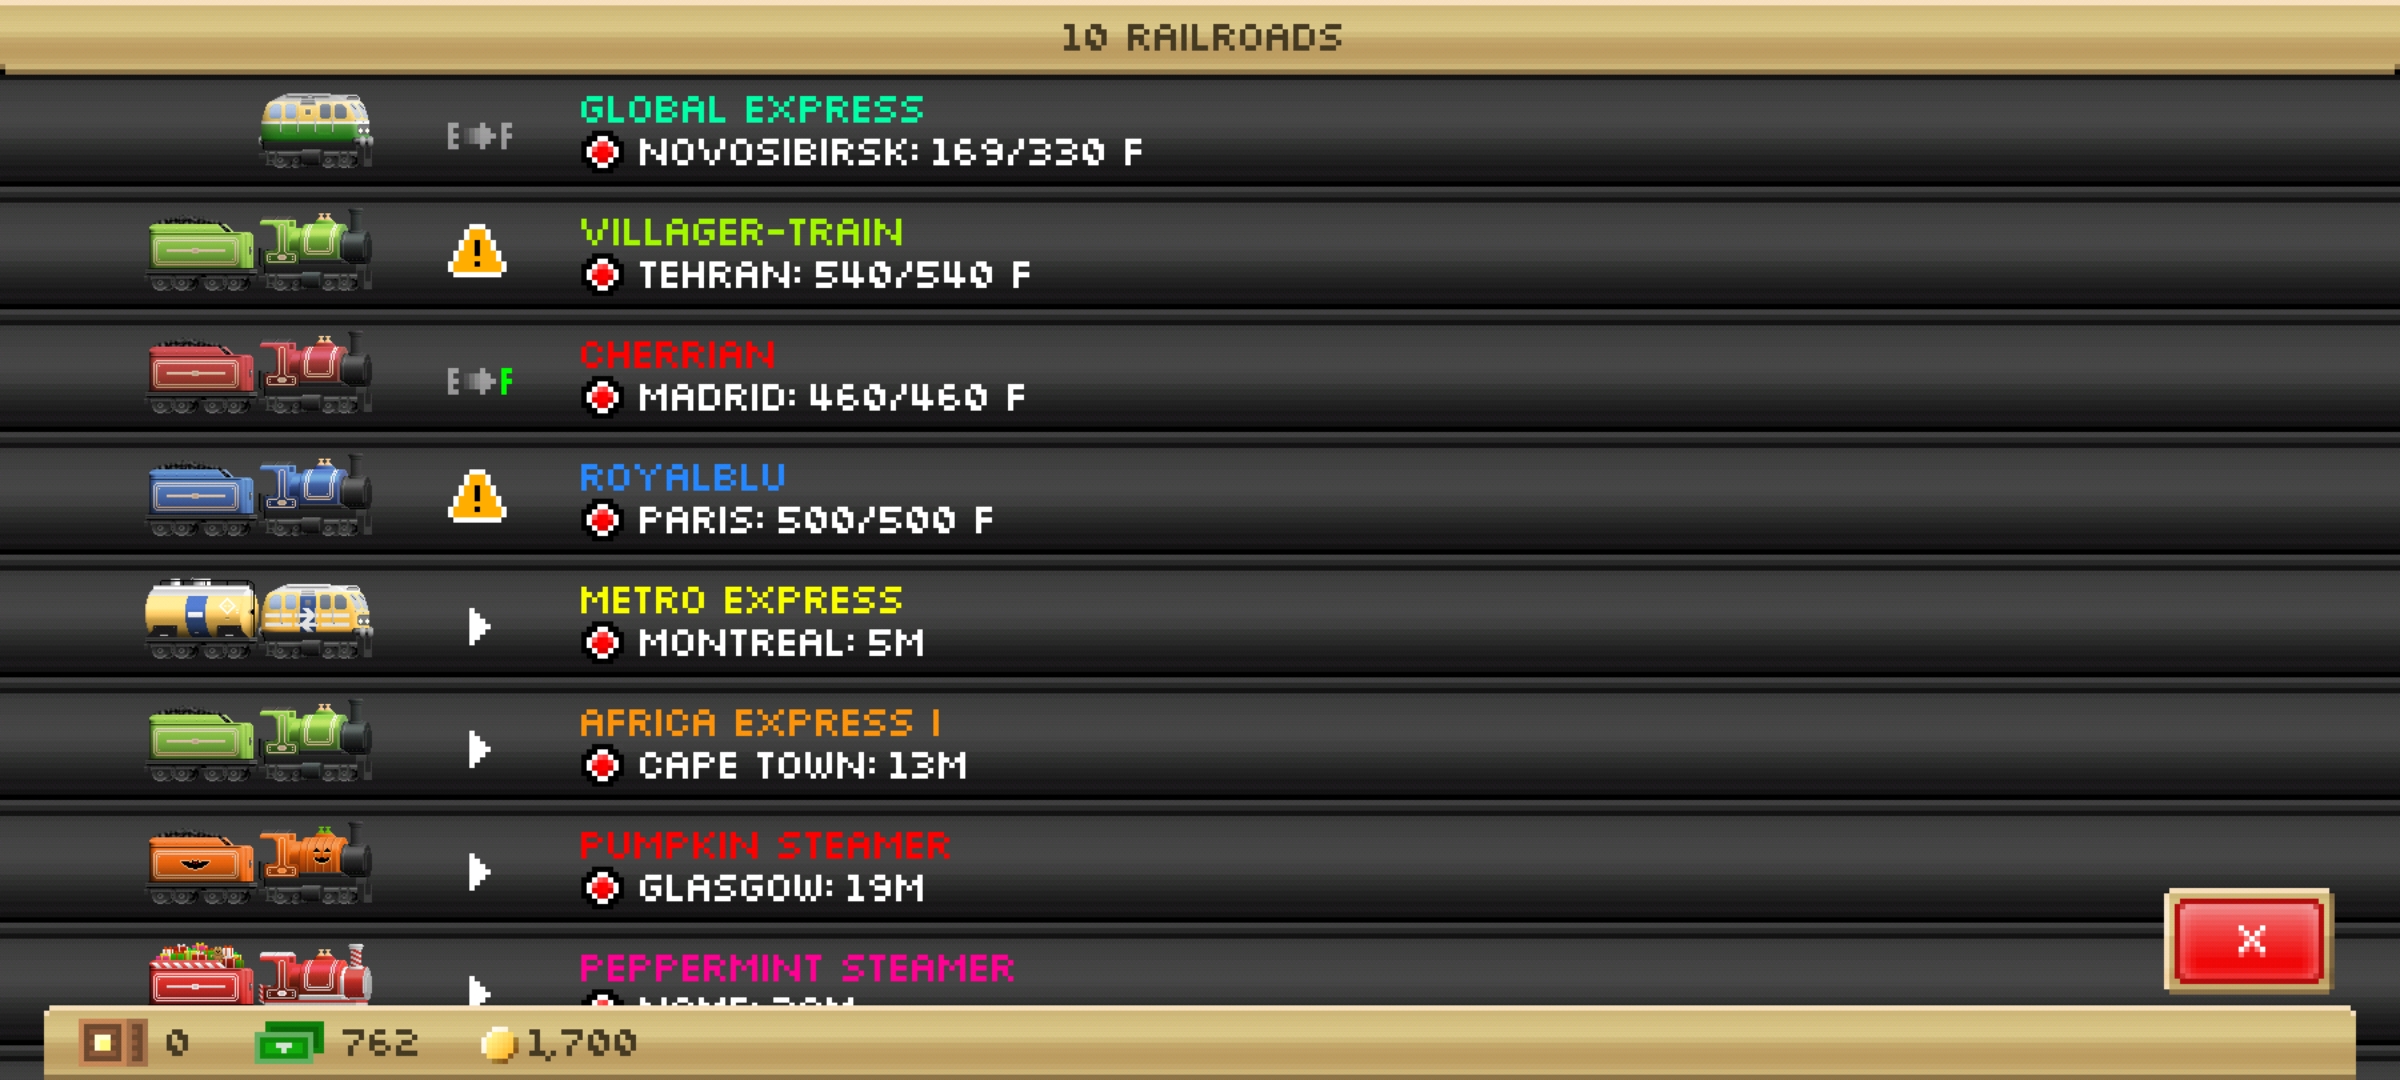 10 RAILROADS
GLOBAL EXPRESS
E F
NOVOSIBIRSK: 169/330 F
VILLAGER-TRAIN
!
TEHRAN: 540/540 F
CHERRIAN
E F
MADRID: 460/460 F
ROYALBLU
!
PARIS: 500/500 F
METRO EXPRESS
MONTREAL: 5M
AFRICA EXPRESS I
CAPE TOWN: 13M
PUMPKIN STEAMER
GLASGOW: 19M
PEPPERMINT STEAMER
X
0 762 1,700